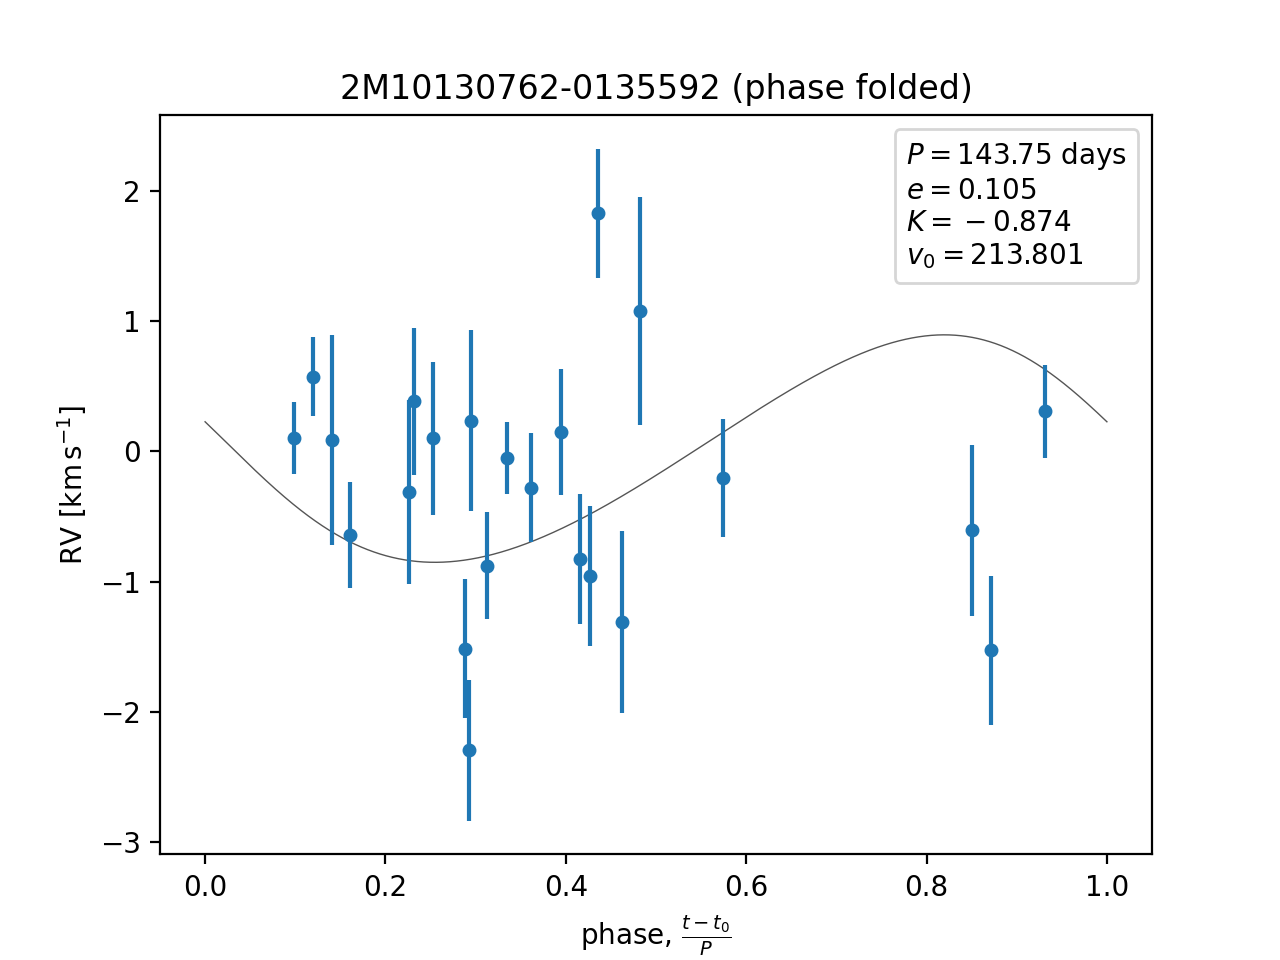 2M10130762-0135592 (phase folded)
P = 143.75 days
e = 0.105
K = −0.874
v₀ = 213.801
RV [km s⁻¹]
2
1
0
−1
−2
−3
0.0 0.2 0.4 0.6 0.8 1.0
phase, (t − t₀)/P